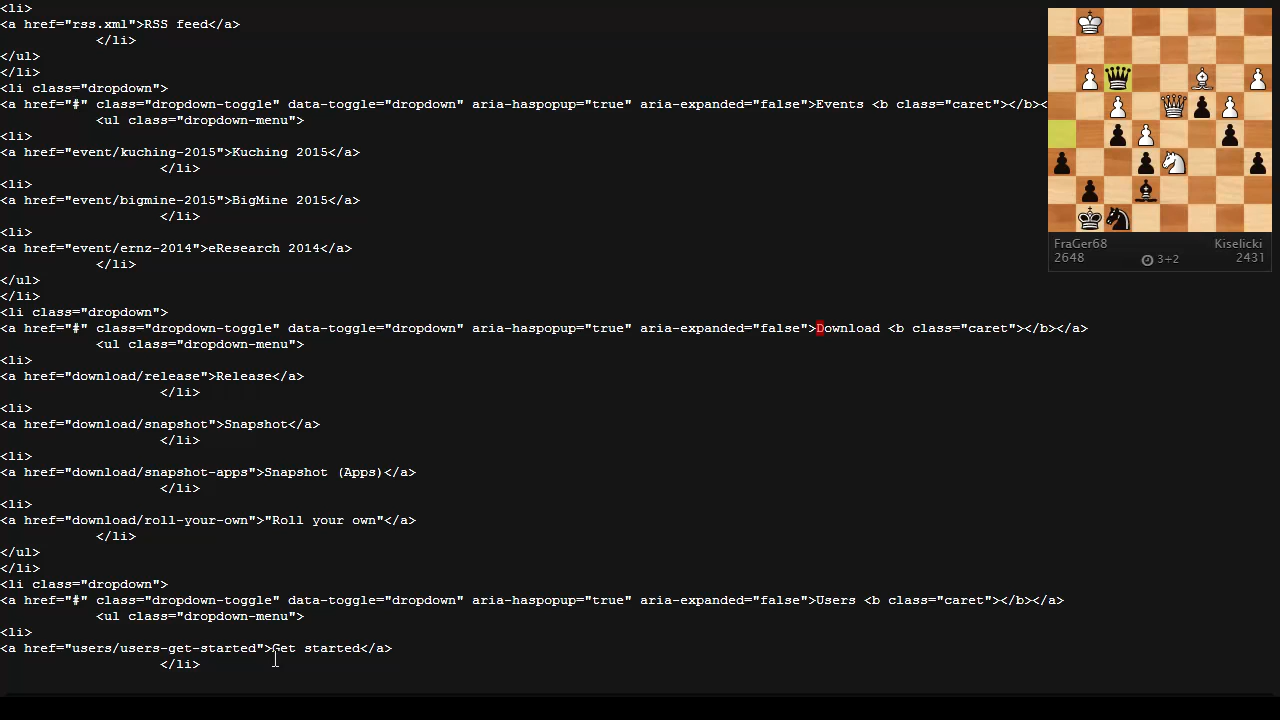 <li>
<a href="rss.xml">RSS feed</a>
</li>
</ul>
</li>
<li class="dropdown">
<a href="#" class="dropdown-toggle" data-toggle="dropdown" aria-haspopup="true" aria-expanded="false">Events <b class="caret"></b><
<ul class="dropdown-menu">
<li>
<a href="event/kuching-2015">Kuching 2015</a>
</li>
<li>
<a href="event/bigmine-2015">BigMine 2015</a>
</li>
<li>
<a href="event/ernz-2014">eResearch 2014</a>
</li>
</ul>
</li>
<li class="dropdown">
<a href="#" class="dropdown-toggle" data-toggle="dropdown" aria-haspopup="true" aria-expanded="false">Download <b class="caret"></b></a>
<ul class="dropdown-menu">
<li>
<a href="download/release">Release</a>
</li>
<li>
<a href="download/snapshot">Snapshot</a>
</li>
<li>
<a href="download/snapshot-apps">Snapshot (Apps)</a>
</li>
<li>
<a href="download/roll-your-own">"Roll your own"</a>
</li>
</ul>
</li>
<li class="dropdown">
<a href="#" class="dropdown-toggle" data-toggle="dropdown" aria-haspopup="true" aria-expanded="false">Users <b class="caret"></b></a>
<ul class="dropdown-menu">
<li>
<a href="users/users-get-started">Get started</a>
</li>
FraGer68 Kiselicki
2648 3+2 2431